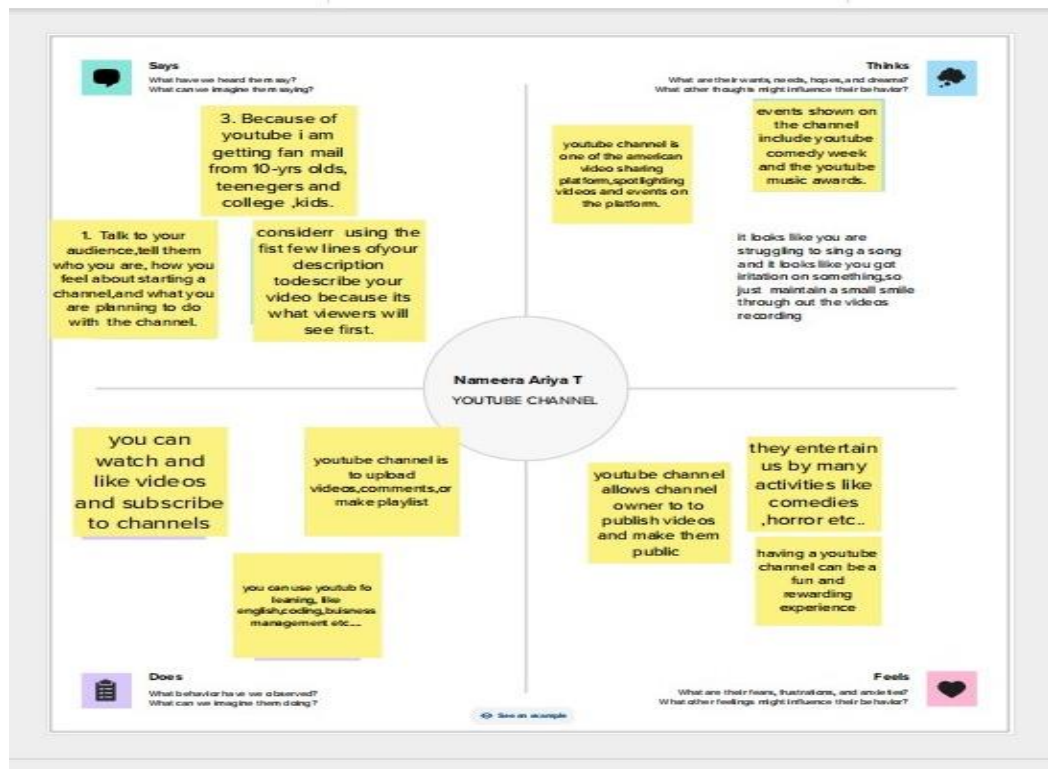 Says
What have we heard them say?
What can we imagine them saying?
Thinks
What are their wants, needs, hopes, and dreams?
What other thoughts might influence their behavior?
3. Because of
youtube i am
getting fan mail
from 10-yrs olds,
teenegers and
college ,kids.
1. Talk to your
audience,tell them
who you are, how you
feel about starting a
channel,and what you
are planning to do
with the channel.
considerr using the
fist few lines ofyour
description
todescribe your
video because its
what viewers will
see first.
youtube channel is
one of the american
video sharing
platform,spotlighting
videos and events on
the platform.
events shown on
the channel
include youtube
comedy week
and the youtube
music awards.
it looks like you are
struggling to sing a song
and it looks like you got
iritation on something,so
just maintain a small smile
through out the videos
recording
Nameera Ariya T
YOUTUBE CHANNEL
you can
watch and
like videos
and subscribe
to channels
youtube channel is
to upload
videos,comments,or
make playlist
you can use youtub fo
leaning, like
english,coding,buisness
management etc...
youtube channel
allows channel
owner to to
publish videos
and make them
public
they entertain
us by many
activities like
comedies
,horror etc..
having a youtube
channel can be a
fun and
rewarding
experience
Does
What behavior have we observed?
What can we imagine them doing?
Feels
What are their fears, frustrations, and anxieties?
What other feelings might influence their behavior?
See an example